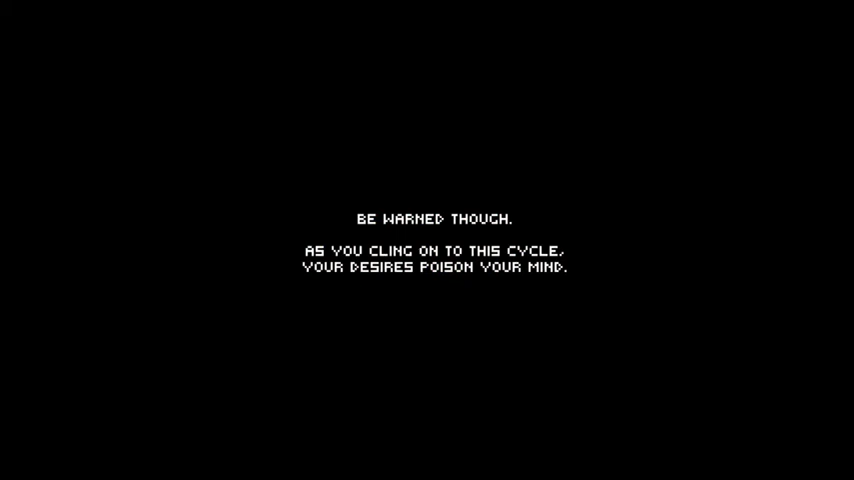 BE WARNED THOUGH.
AS YOU CLING ON TO THIS CYCLE,
YOUR DESIRES POISON YOUR MIND.